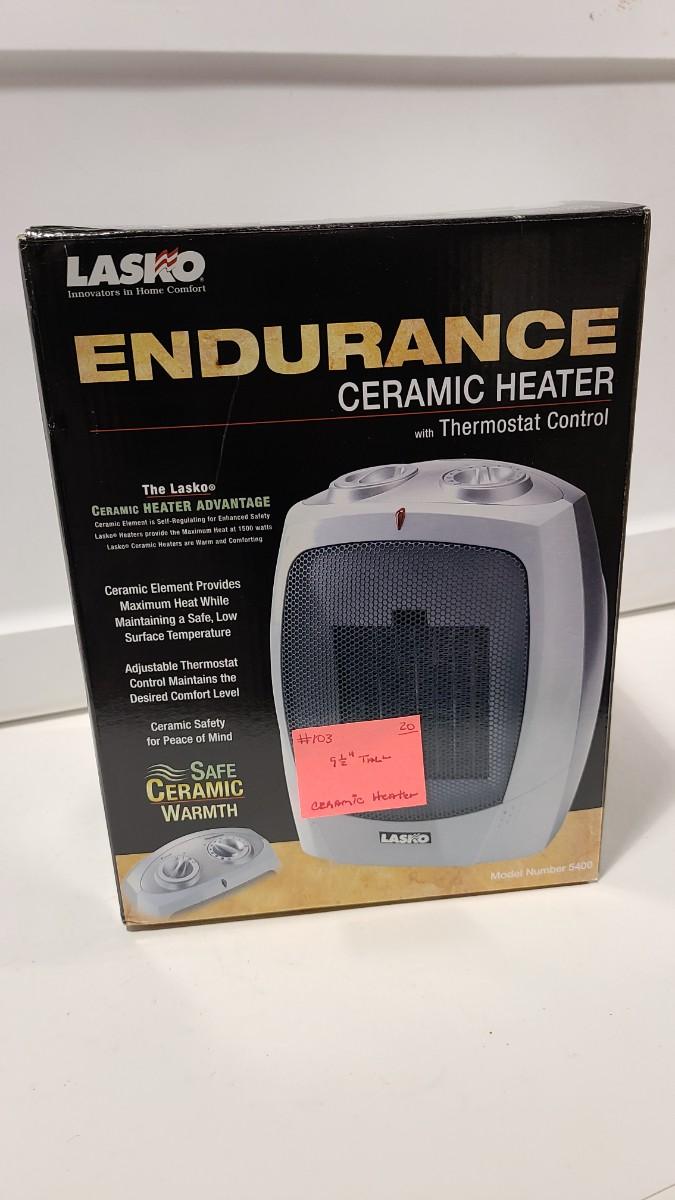 LASKO®
Innovators in Home Comfort®
ENDURANCE
CERAMIC HEATER
with Thermostat Control
The Lasko®
CERAMIC HEATER ADVANTAGE
Ceramic Element is Self-Regulating for Enhanced Safety
Lasko® Heaters provide the Maximum Heat at 1500 watts
Lasko® Ceramic Heaters are Warm and Comforting
Ceramic Element Provides
Maximum Heat While
Maintaining a Safe, Low
Surface Temperature
Adjustable Thermostat
Control Maintains the
Desired Comfort Level
Ceramic Safety
for Peace of Mind
SAFE
CERAMIC
WARMTH
#103 20
9½" TALL
CERAMIC HEATER
LASKO
Model Number 5400